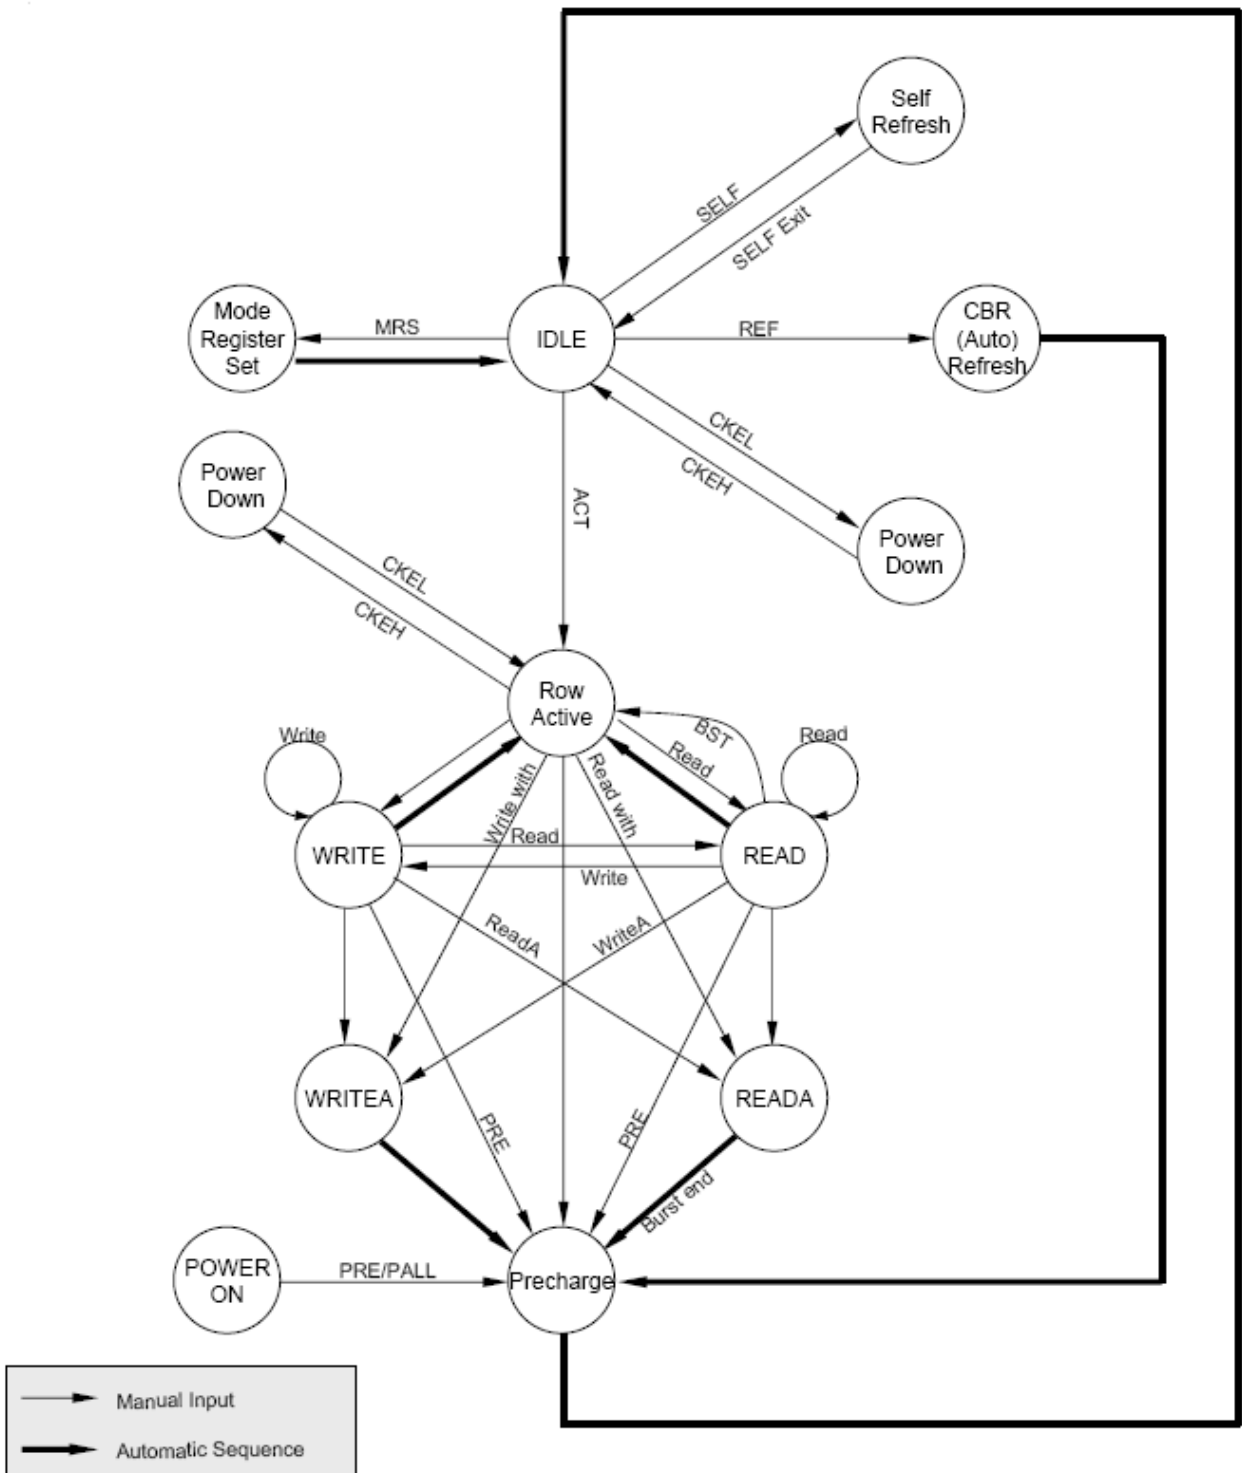 Self
Refresh
SELF
SELF Exit
Mode
Register
Set
MRS
IDLE
REF
CBR
(Auto)
Refresh
CKEL
CKEH
Power
Down
ACT
Power
Down
CKEL
CKEH
Row
Active
BST
Write
Read
Read
Write with
Read with
WRITE
Read
READ
Write
ReadA
WriteA
WRITEA
READA
PRE
PRE
Burst end
POWER
ON
PRE/PALL
Precharge
Manual Input
Automatic Sequence